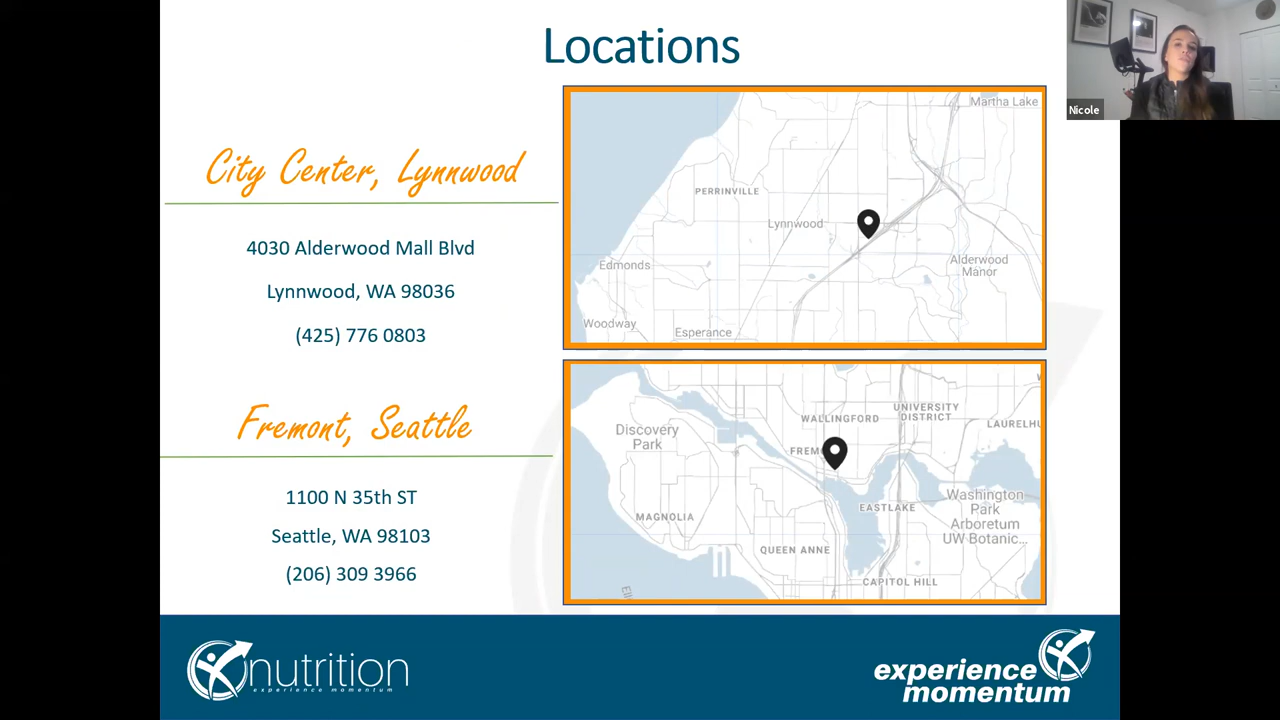 Locations
Nicole
City Center, Lynnwood
4030 Alderwood Mall Blvd
Lynnwood, WA 98036
(425) 776 0803
Martha Lake
PERRINVILLE
Lynnwood
Edmonds
Alderwood
Manor
Woodway
Esperance
Fremont, Seattle
1100 N 35th ST
Seattle, WA 98103
(206) 309 3966
UNIVERSITY
DISTRICT
WALLINGFORD
LAURELHU
Discovery
Park
FREM
Washington
Park
Arboretum
UW Botanic...
EASTLAKE
MAGNOLIA
QUEEN ANNE
CAPITOL HILL
nutrition
experience momentum
experience
momentum